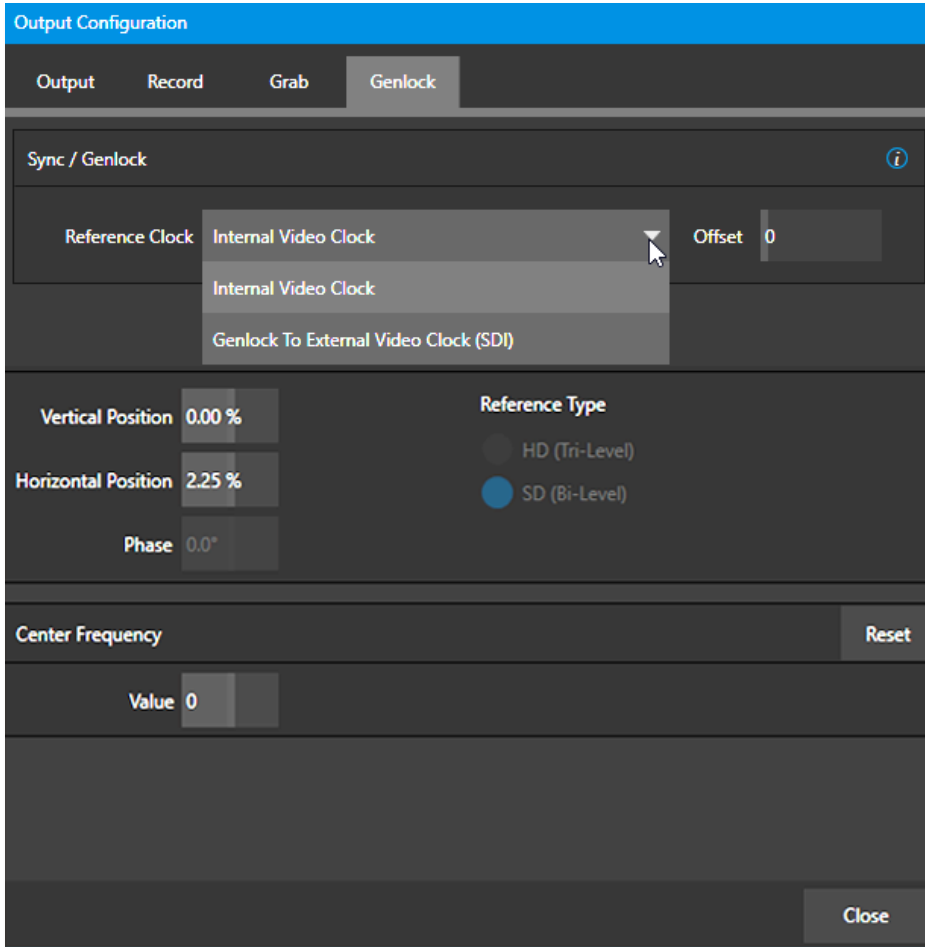 Output Configuration
Output Record Grab Genlock
Sync / Genlock i
Reference Clock Internal Video Clock Offset 0
Internal Video Clock
Genlock To External Video Clock (SDI)
Vertical Position 0.00 % Reference Type
HD (Tri-Level)
Horizontal Position 2.25 % SD (Bi-Level)
Phase 0.0°
Center Frequency Reset
Value 0
Close